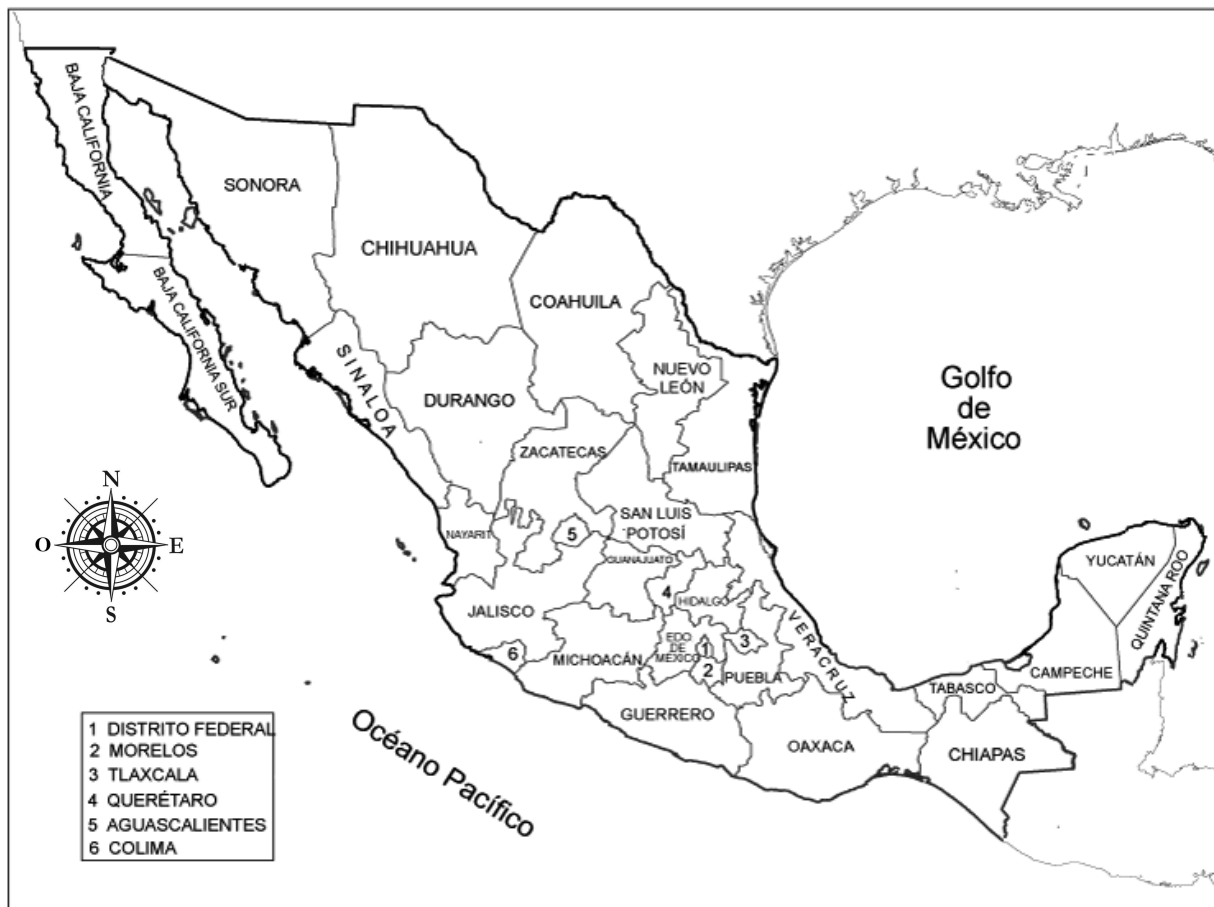 BAJA CALIFORNIA
SONORA
CHIHUAHUA
COAHUILA
BAJA CALIFORNIA SUR
SINALOA
NUEVO
LEÓN
DURANGO
Golfo
de
México
ZACATECAS
TAMAULIPAS
SAN LUIS
POTOSÍ
N
O
E
S
NAYARIT
5
GUANAJUATO
YUCATÁN
QUINTANA ROO
4
HIDALGO
JALISCO
VERACRUZ
6
MICHOACÁN
EDO
DE
MEXICO
1
2
3
PUEBLA
CAMPECHE
TABASCO
GUERRERO
OAXACA
CHIAPAS
Océano Pacífico
1 DISTRITO FEDERAL
2 MORELOS
3 TLAXCALA
4 QUERÉTARO
5 AGUASCALIENTES
6 COLIMA